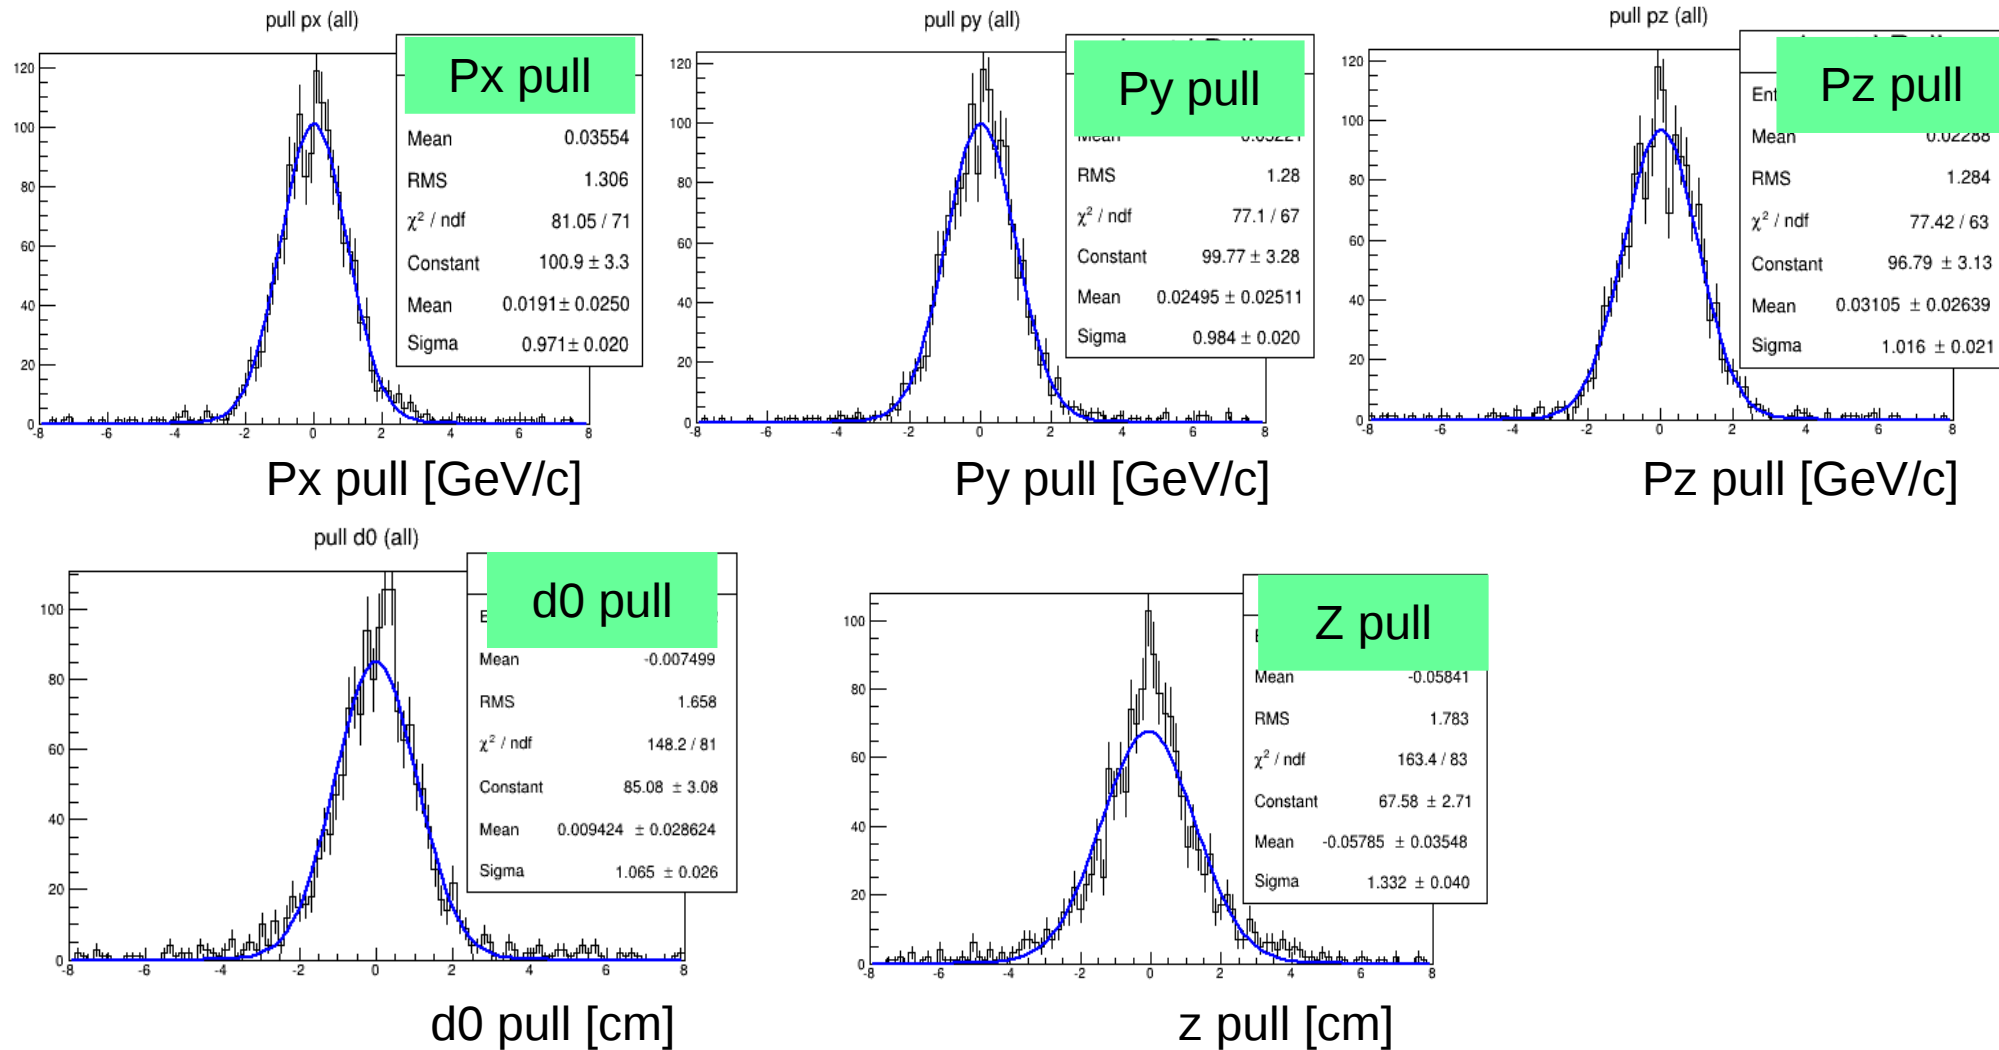 pull px (all)
Px pull
Mean 0.03554
RMS 1.306
χ² / ndf 81.05 / 71
Constant 100.9 ± 3.3
Mean 0.0191± 0.0250
Sigma 0.971± 0.020
120
100
80
60
40
20
0
-8 -6 -4 -2 0 2 4 6 8
Px pull [GeV/c]
pull py (all)
Py pull
Mean
RMS 1.28
χ² / ndf 77.1 / 67
Constant 99.77 ± 3.28
Mean 0.02495 ± 0.02511
Sigma 0.984 ± 0.020
120
100
80
60
40
20
0
-8 -6 -4 -2 0 2 4 6 8
Py pull [GeV/c]
pull pz (all)
Pz pull
Ent
Mean 0.02288
RMS 1.284
χ² / ndf 77.42 / 63
Constant 96.79 ± 3.13
Mean 0.03105 ± 0.02639
Sigma 1.016 ± 0.021
120
100
80
60
40
20
0
-8 -6 -4 -2 0 2 4 6 8
Pz pull [GeV/c]
pull d0 (all)
d0 pull
Mean -0.007499
RMS 1.658
χ² / ndf 148.2 / 81
Constant 85.08 ± 3.08
Mean 0.009424 ± 0.028624
Sigma 1.065 ± 0.026
100
80
60
40
20
0
-8 -6 -4 -2 0 2 4 6 8
d0 pull [cm]
Z pull
Mean -0.05841
RMS 1.783
χ² / ndf 163.4 / 83
Constant 67.58 ± 2.71
Mean -0.05785 ± 0.03548
Sigma 1.332 ± 0.040
100
80
60
40
20
0
-8 -6 -4 -2 0 2 4 6 8
z pull [cm]